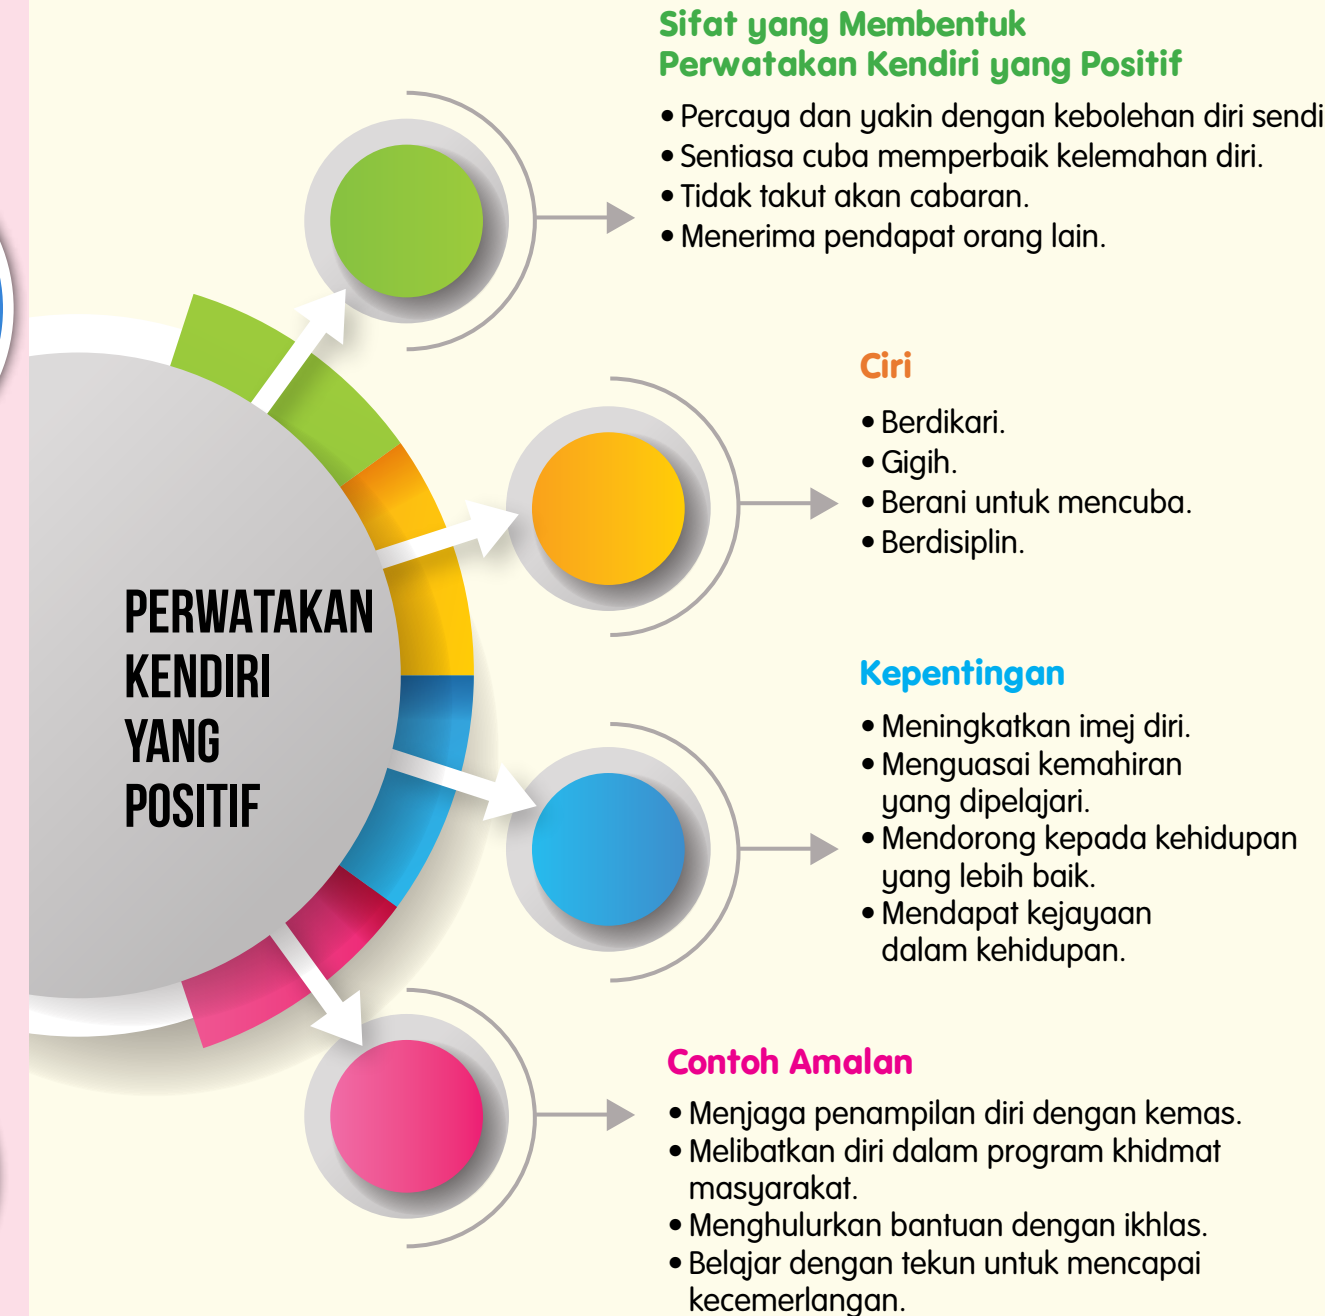 Sifat yang Membentuk
Perwatakan Kendiri yang Positif
• Percaya dan yakin dengan kebolehan diri sendi
• Sentiasa cuba memperbaik kelemahan diri.
• Tidak takut akan cabaran.
• Menerima pendapat orang lain.
Ciri
• Berdikari.
• Gigih.
• Berani untuk mencuba.
• Berdisiplin.
PERWATAKAN
KENDIRI
YANG
POSITIF
Kepentingan
• Meningkatkan imej diri.
• Menguasai kemahiran
yang dipelajari.
• Mendorong kepada kehidupan
yang lebih baik.
• Mendapat kejayaan
dalam kehidupan.
Contoh Amalan
• Menjaga penampilan diri dengan kemas.
• Melibatkan diri dalam program khidmat
masyarakat.
• Menghulurkan bantuan dengan ikhlas.
• Belajar dengan tekun untuk mencapai
kecemerlangan.